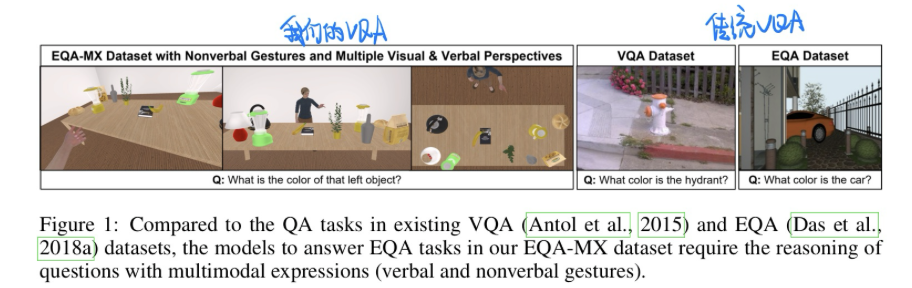 我们的VQA
传统VQA
EQA-MX Dataset with Nonverbal Gestures and Multiple Visual & Verbal Perspectives
VQA Dataset
EQA Dataset
Q: What is the color of that left object?
Q: What color is the hydrant?
Q: What color is the car?
Figure 1: Compared to the QA tasks in existing VQA (Antol et al., 2015) and EQA (Das et al.,
2018a) datasets, the models to answer EQA tasks in our EQA-MX dataset require the reasoning of
questions with multimodal expressions (verbal and nonverbal gestures).